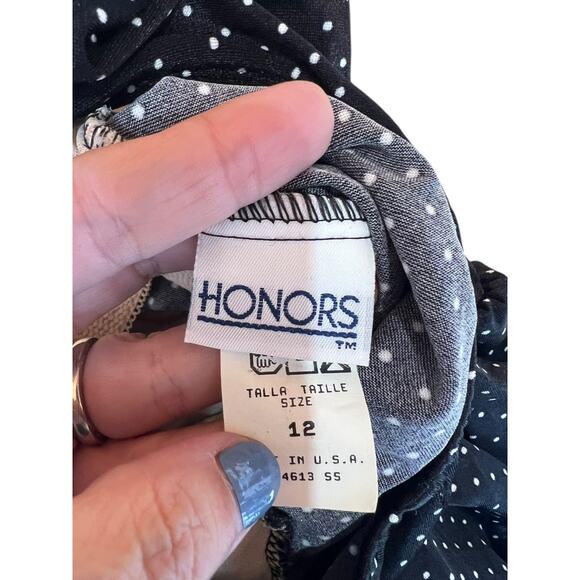 HONORS
TM
TALLA TAILLE
SIZE
12
IN U.S.A.
4613 SS